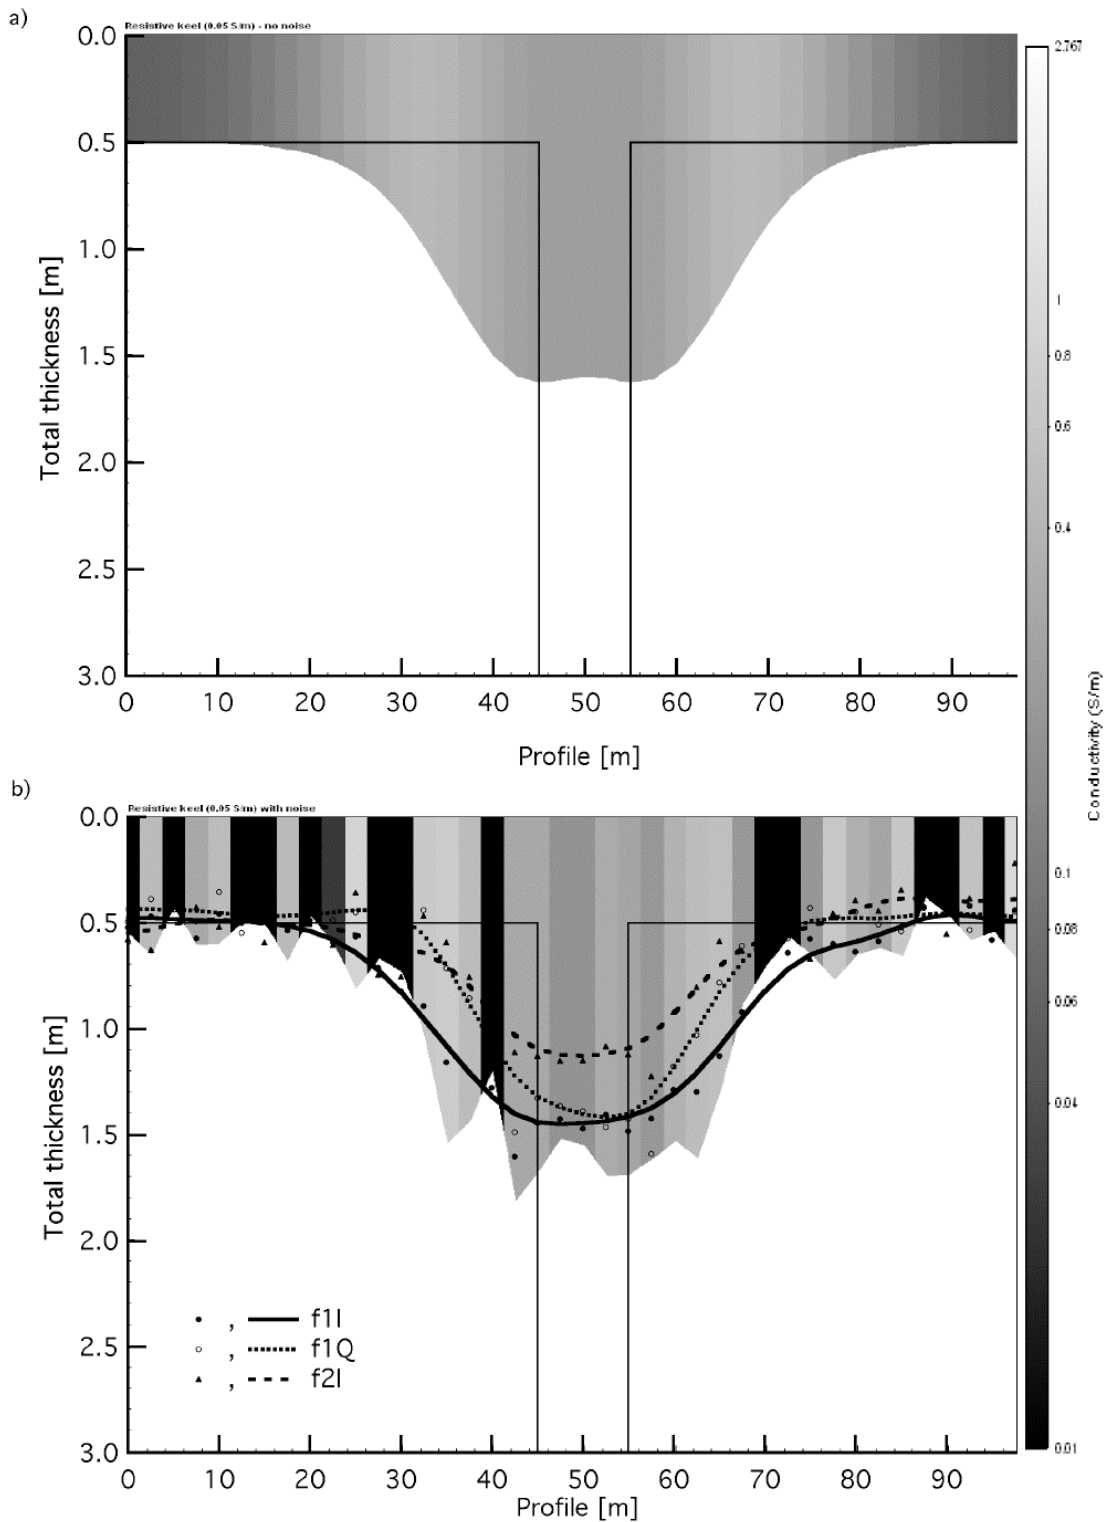 a)
Resistive keel (0.05 S/m) - no noise
0.0
0.5
1.0
1.5
2.0
2.5
3.0
Total thickness [m]
0 10 20 30 40 50 60 70 80 90
Profile [m]
2.767
1
0.8
0.6
0.4
0.1
0.08
0.06
0.04
0.01
Conductivity (S/m)
b)
Resistive keel (0.05 S/m) with noise
0.0
0.5
1.0
1.5
2.0
2.5
3.0
Total thickness [m]
, f1I
, f1Q
, f2I
0 10 20 30 40 50 60 70 80 90
Profile [m]